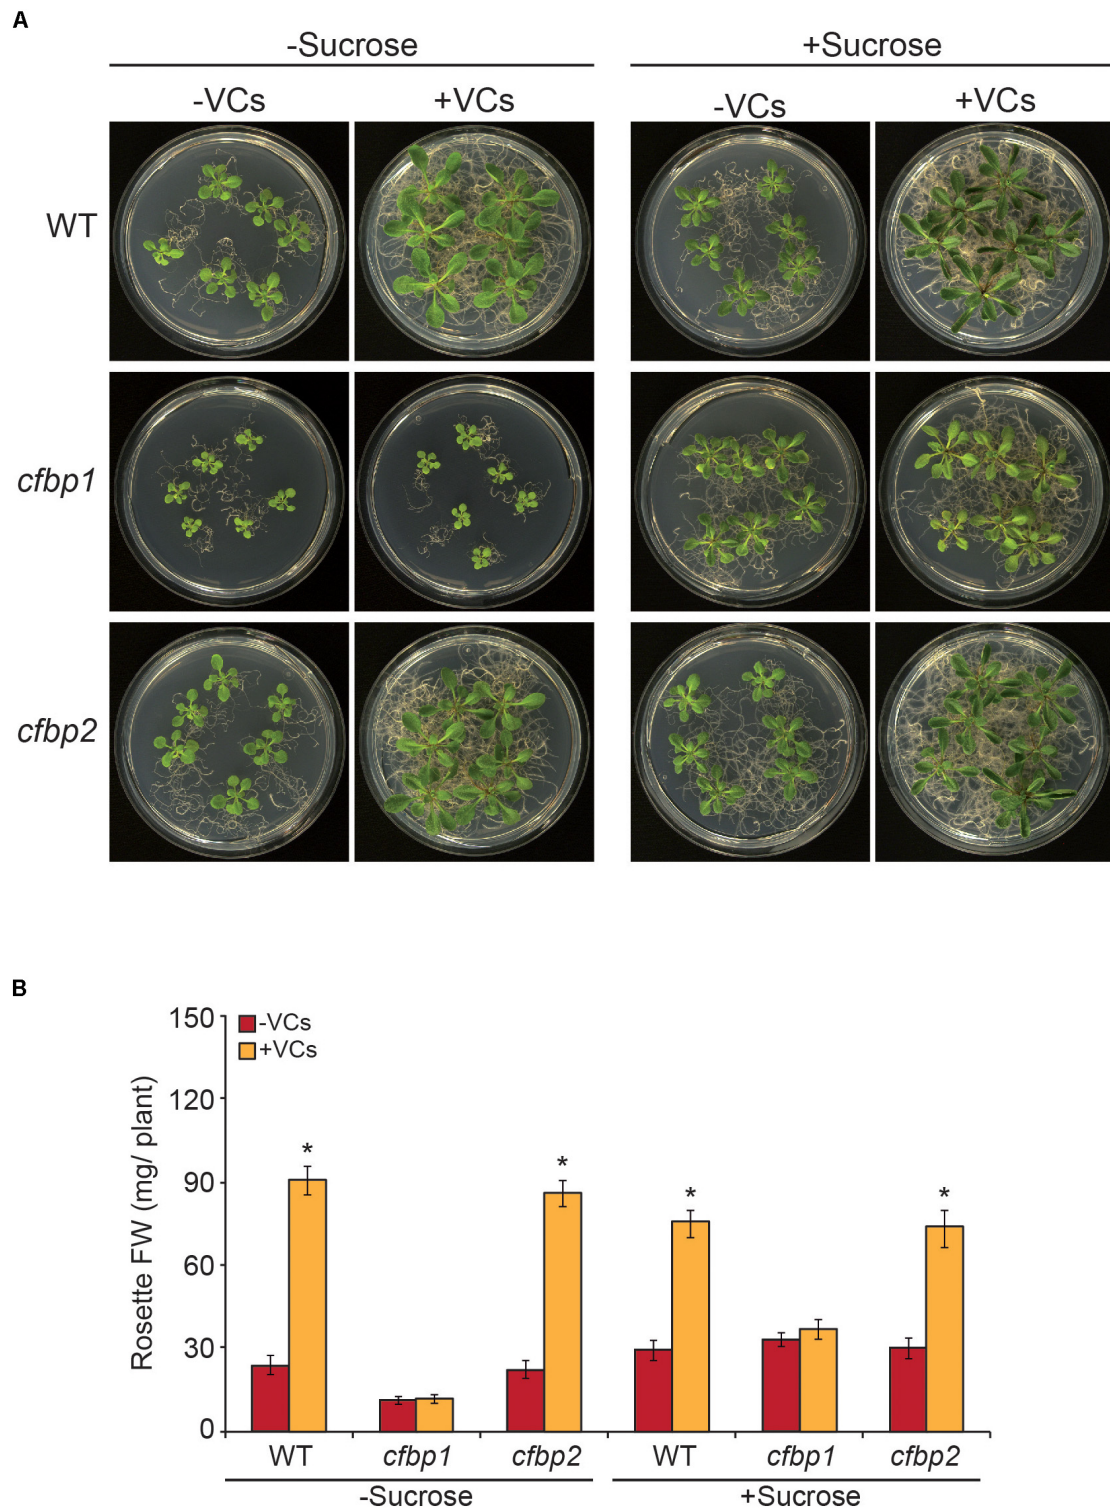 A
-Sucrose +Sucrose
-VCs +VCs -VCs +VCs
WT
cfbp1
cfbp2
B
150
120
90
60
30
0
Rosette FW (mg/ plant)
-VCs
+VCs
* * * *
WT cfbp1 cfbp2 WT cfbp1 cfbp2
-Sucrose +Sucrose